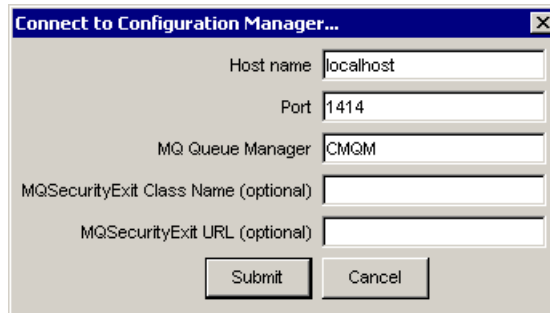 Connect to Configuration Manager...
Host name localhost
Port 1414
MQ Queue Manager CMQM
MQSecurityExit Class Name (optional)
MQSecurityExit URL (optional)
Submit Cancel